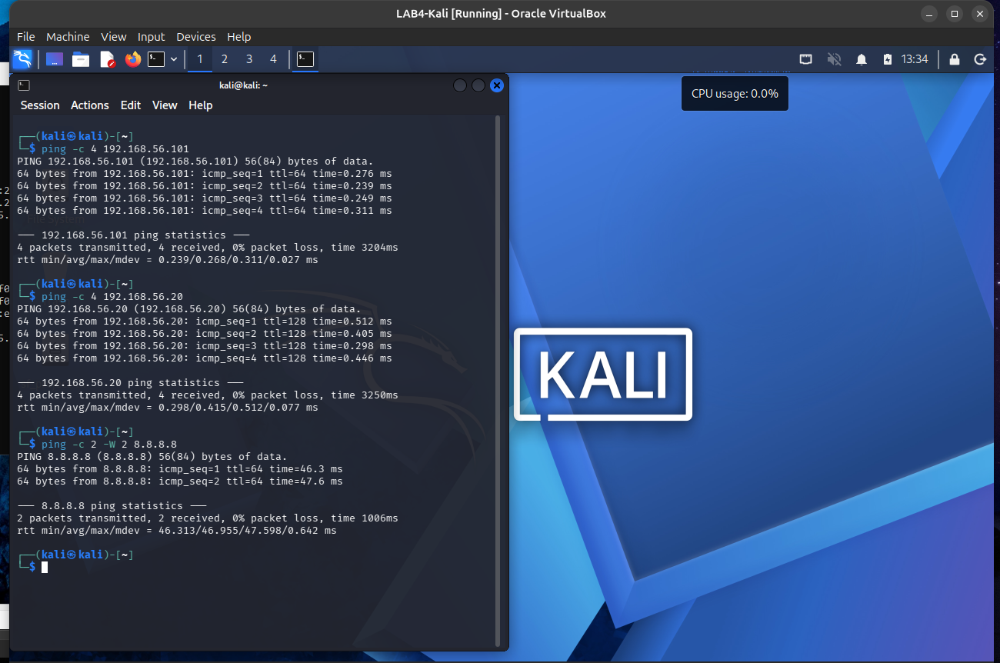 LAB4-Kali [Running] - Oracle VirtualBox
File Machine View Input Devices Help
1 2 3 4 13:34
kali@kali: ~
CPU usage: 0.0%
Session Actions Edit View Help
┌──(kali㉿kali)-[~]
└─$ ping -c 4 192.168.56.101
PING 192.168.56.101 (192.168.56.101) 56(84) bytes of data.
64 bytes from 192.168.56.101: icmp_seq=1 ttl=64 time=0.276 ms
64 bytes from 192.168.56.101: icmp_seq=2 ttl=64 time=0.239 ms
64 bytes from 192.168.56.101: icmp_seq=3 ttl=64 time=0.249 ms
64 bytes from 192.168.56.101: icmp_seq=4 ttl=64 time=0.311 ms
--- 192.168.56.101 ping statistics ---
4 packets transmitted, 4 received, 0% packet loss, time 3204ms
rtt min/avg/max/mdev = 0.239/0.268/0.311/0.027 ms
┌──(kali㉿kali)-[~]
└─$ ping -c 4 192.168.56.20
PING 192.168.56.20 (192.168.56.20) 56(84) bytes of data.
64 bytes from 192.168.56.20: icmp_seq=1 ttl=128 time=0.512 ms
64 bytes from 192.168.56.20: icmp_seq=2 ttl=128 time=0.405 ms
64 bytes from 192.168.56.20: icmp_seq=3 ttl=128 time=0.298 ms
64 bytes from 192.168.56.20: icmp_seq=4 ttl=128 time=0.446 ms
--- 192.168.56.20 ping statistics ---
4 packets transmitted, 4 received, 0% packet loss, time 3250ms
rtt min/avg/max/mdev = 0.298/0.415/0.512/0.077 ms
┌──(kali㉿kali)-[~]
└─$ ping -c 2 -W 2 8.8.8.8
PING 8.8.8.8 (8.8.8.8) 56(84) bytes of data.
64 bytes from 8.8.8.8: icmp_seq=1 ttl=64 time=46.3 ms
64 bytes from 8.8.8.8: icmp_seq=2 ttl=64 time=47.6 ms
--- 8.8.8.8 ping statistics ---
2 packets transmitted, 2 received, 0% packet loss, time 1006ms
rtt min/avg/max/mdev = 46.313/46.955/47.598/0.642 ms
┌──(kali㉿kali)-[~]
└─$
KALI